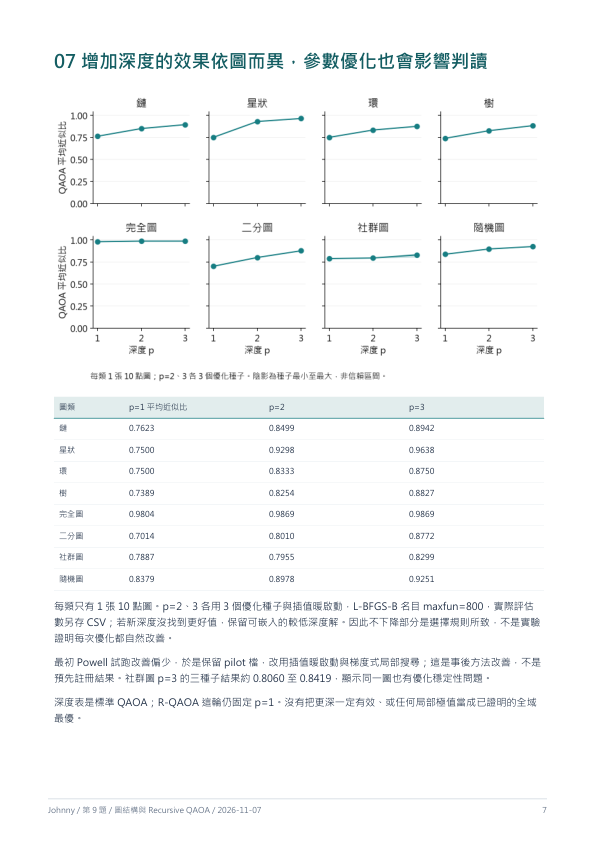 07 增加深度的效果依圖而異，參數優化也會影響判讀
鏈 星狀 環 樹
QAOA 平均近似比
1.00
0.75
0.50
0.25
0.00
完全圖 二分圖 社群圖 隨機圖
QAOA 平均近似比
1.00
0.75
0.50
0.25
0.00
1 2 3 1 2 3 1 2 3 1 2 3
深度 p 深度 p 深度 p 深度 p
每類 1 張 10 點圖；p=2、3 各 3 個優化種子。陰影為種子最小至最大，非信賴區間。
圖類 p=1 平均近似比 p=2 p=3
鏈 0.7623 0.8499 0.8942
星狀 0.7500 0.9298 0.9638
環 0.7500 0.8333 0.8750
樹 0.7389 0.8254 0.8827
完全圖 0.9804 0.9869 0.9869
二分圖 0.7014 0.8010 0.8772
社群圖 0.7887 0.7955 0.8299
隨機圖 0.8379 0.8978 0.9251
每類只有 1 張 10 點圖。p=2、3 各用 3 個優化種子與插值暖啟動，L-BFGS-B 名目 maxfun=800，實際評估
數另存 CSV；若新深度沒找到更好值，保留可嵌入的較低深度解。因此不下降部分是選擇規則所致，不是實驗
證明每次優化都自然改善。
最初 Powell 試跑改善偏少，於是保留 pilot 檔，改用插值暖啟動與梯度式局部搜尋；這是事後方法改善，不是
預先註冊結果。社群圖 p=3 的三種子結果約 0.8060 至 0.8419，顯示同一圖也有優化穩定性問題。
深度表是標準 QAOA；R-QAOA 這輪仍固定 p=1。沒有把更深一定有效、或任何局部極值當成已證明的全域
最優。
Johnny / 第 9 題 / 圖結構與 Recursive QAOA / 2026-11-07 7